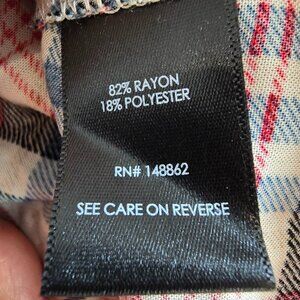 82% RAYON
18% POLYESTER
RN# 148862
SEE CARE ON REVERSE